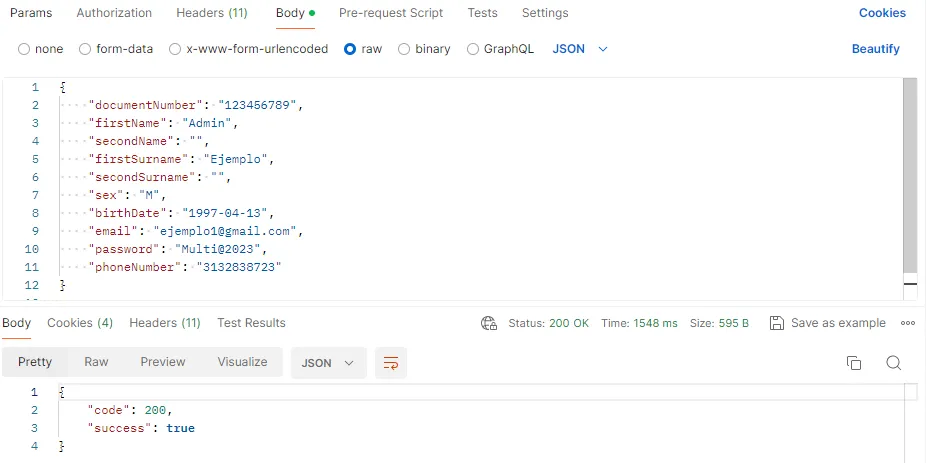 Params Authorization Headers (11) Body Pre-request Script Tests Settings Cookies
none form-data x-www-form-urlencoded raw binary GraphQL JSON Beautify
1 {
2 "documentNumber": "123456789",
3 "firstName": "Admin",
4 "secondName": "",
5 "firstSurname": "Ejemplo",
6 "secondSurname": "",
7 "sex": "M",
8 "birthDate": "1997-04-13",
9 "email": "ejemplo1@gmail.com",
10 "password": "Multi@2023",
11 "phoneNumber": "3132838723"
12 }
Body Cookies (4) Headers (11) Test Results Status: 200 OK Time: 1548 ms Size: 595 B Save as example
Pretty Raw Preview Visualize JSON
1 {
2 "code": 200,
3 "success": true
4 }